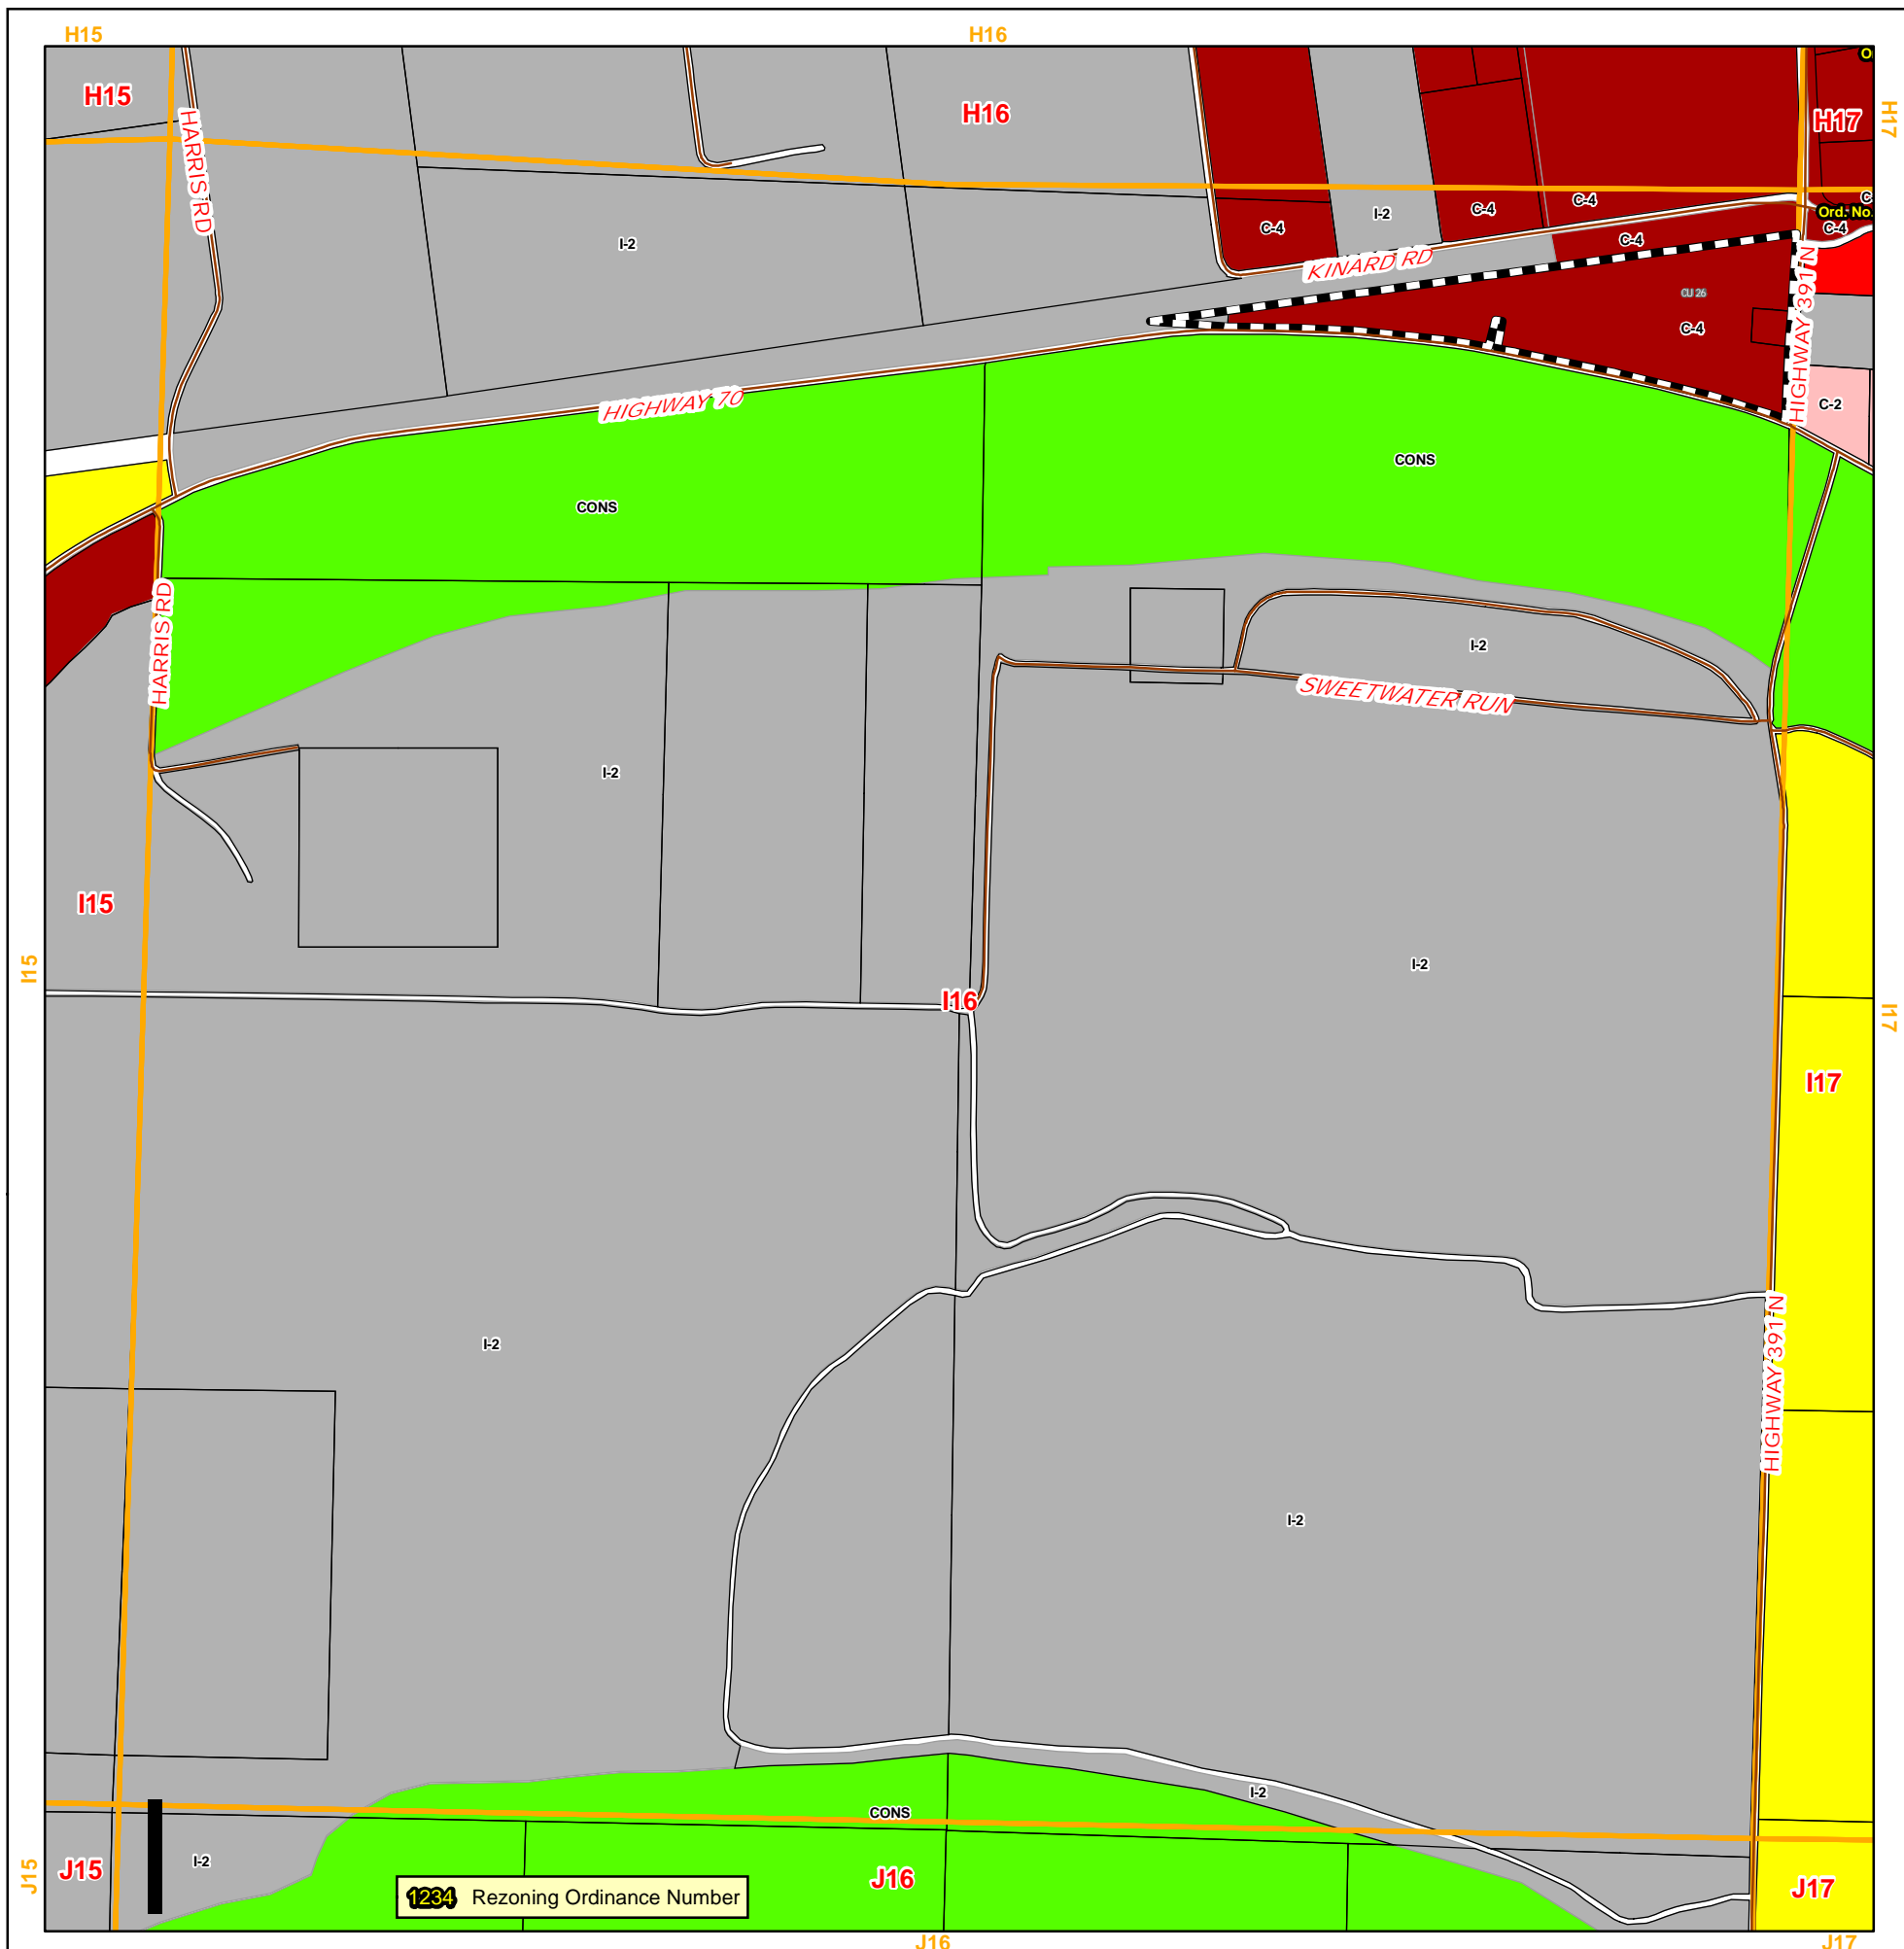 H15
H16
H15
H16
H17
H17
HARRIS RD
C-4
C-4
I-2
C-4
Ord. No.
C-4
C-4
C-4
I-2
KINARD RD
CU 26
C-4
HIGHWAY 391 N
HIGHWAY 70
C-2
CONS
CONS
HARRIS RD
I-2
SWEETWATER RUN
I-2
I15
I-2
I15
I16
I17
I17
I-2
HIGHWAY 391 N
I-2
I-2
CONS
I-2
J15
J15
J16
J17
1234 Rezoning Ordinance Number
J16
J17